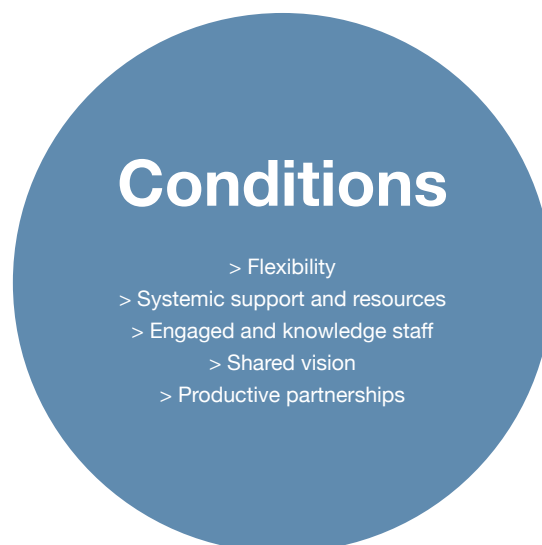 Conditions
> Flexibility
> Systemic support and resources
> Engaged and knowledge staff
> Shared vision
> Productive partnerships